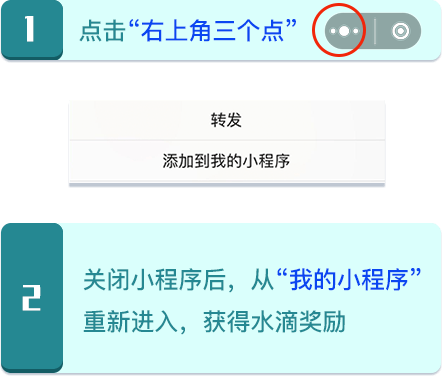 1
点击“右上角三个点”
转发
添加到我的小程序
2
关闭小程序后，从“我的小程序”
重新进入，获得水滴奖励